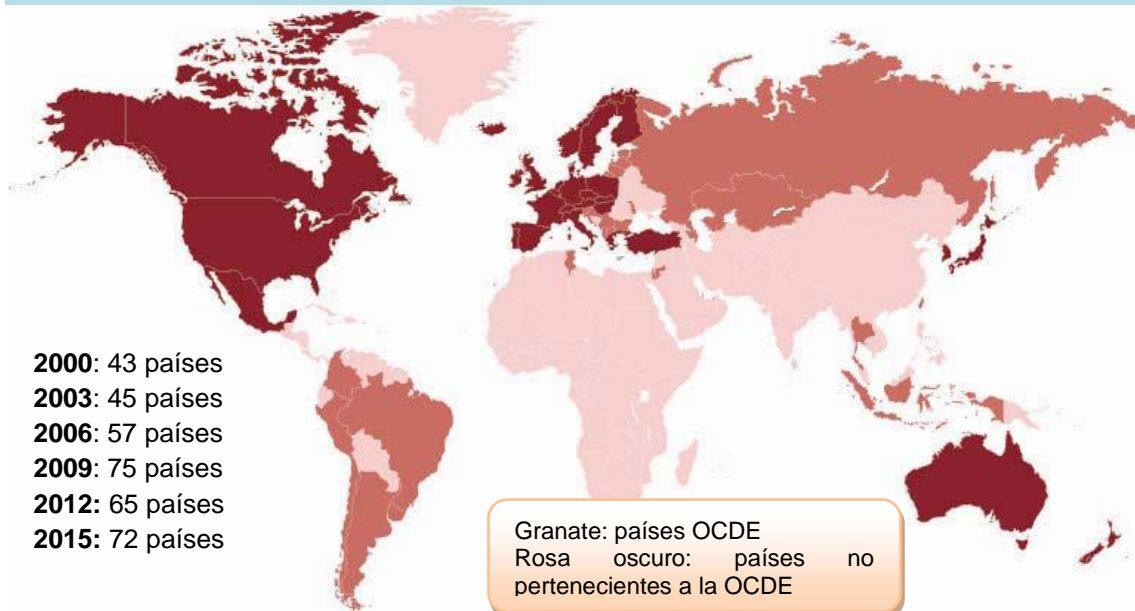 2000: 43 países
2003: 45 países
2006: 57 países
2009: 75 países
2012: 65 países
2015: 72 países
Granate: países OCDE
Rosa oscuro: países no
pertenecientes a la OCDE